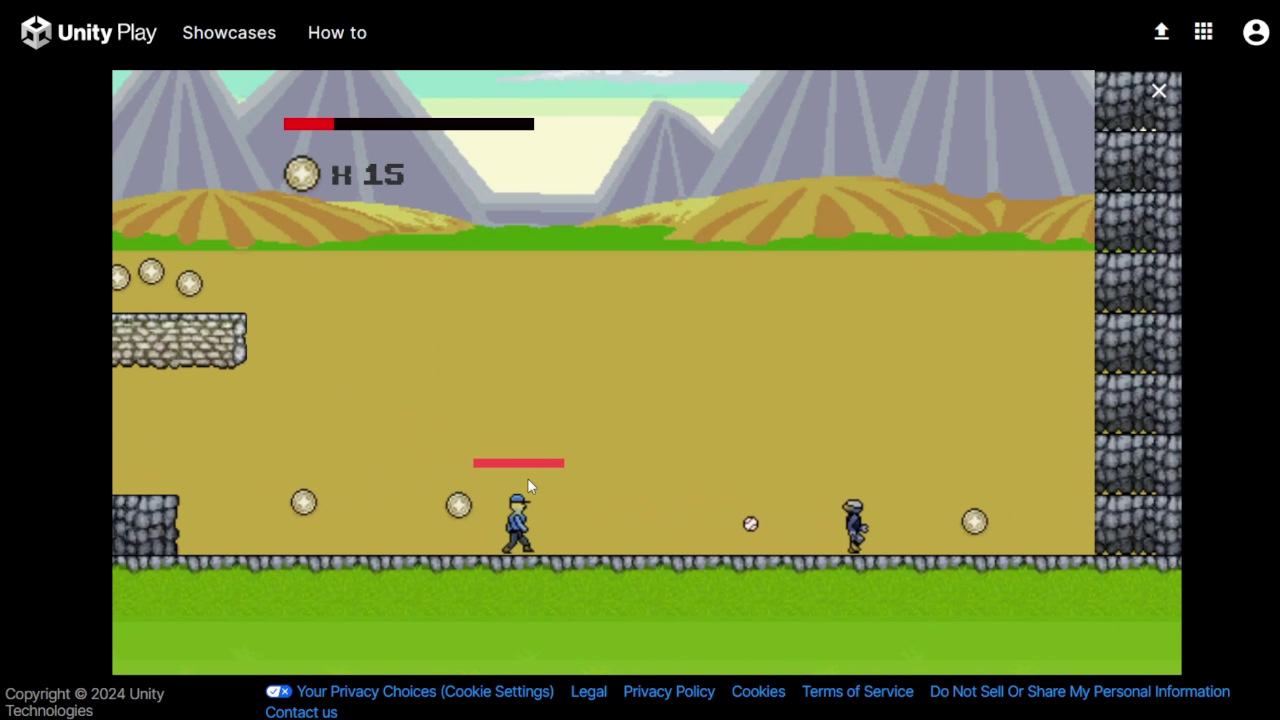 Unity Play Showcases How to
x 15
Copyright © 2024 Unity
Technologies
Your Privacy Choices (Cookie Settings) Legal Privacy Policy Cookies Terms of Service Do Not Sell Or Share My Personal Information
Contact us